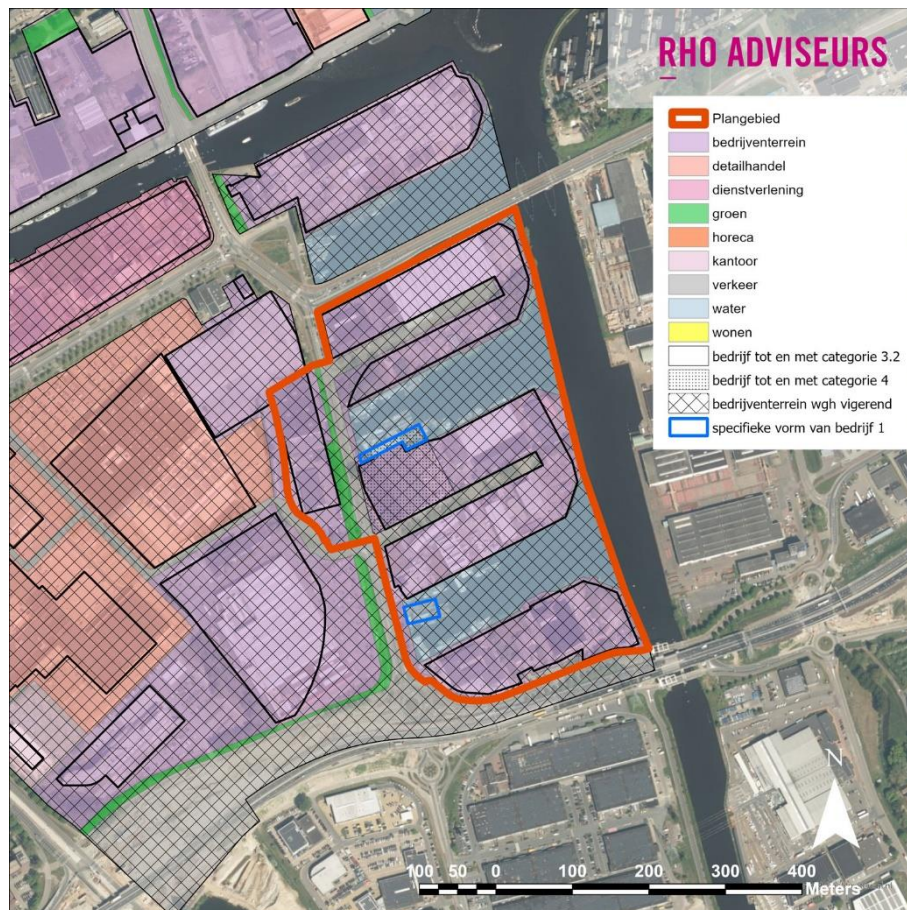 RHO ADVISEURS
Plangebied
bedrijventerrein
detailhandel
dienstverlening
groen
horeca
kantoor
verkeer
water
wonen
bedrijf tot en met categorie 3.2
bedrijf tot en met categorie 4
bedrijventerrein wgh vigerend
specifieke vorm van bedrijf 1
N
100 50 0 100 200 300 400
Meters